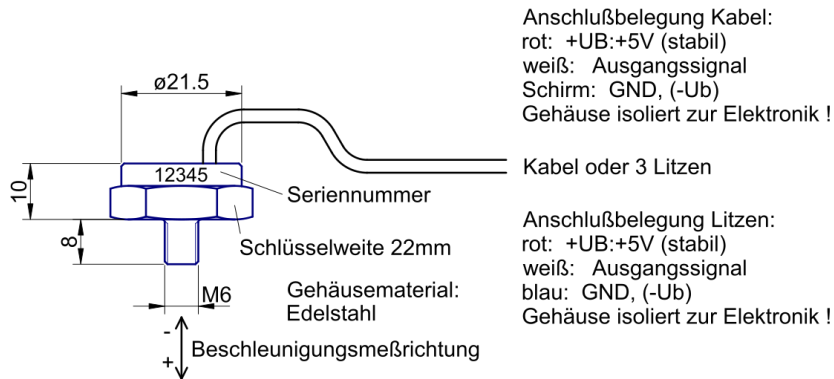 Anschlußbelegung Kabel:
rot:  +UB:+5V (stabil)
weiß:  Ausgangssignal
Schirm:  GND, (-Ub)
Gehäuse isoliert zur Elektronik !
ø21.5
Kabel oder 3 Litzen
12345
10
Seriennummer
Anschlußbelegung Litzen:
rot:  +UB:+5V (stabil)
weiß:  Ausgangssignal
blau:  GND, (-Ub)
Gehäuse isoliert zur Elektronik !
8
Schlüsselweite 22mm
M6
Gehäusematerial:
Edelstahl
-
+
Beschleunigungsmeßrichtung